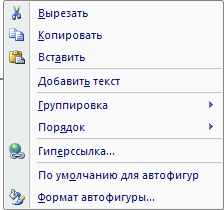 Вырезать
Копировать
Вставить
Добавить текст
Группировка
Порядок
Гиперссылка...
По умолчанию для автофигур
Формат автофигуры...